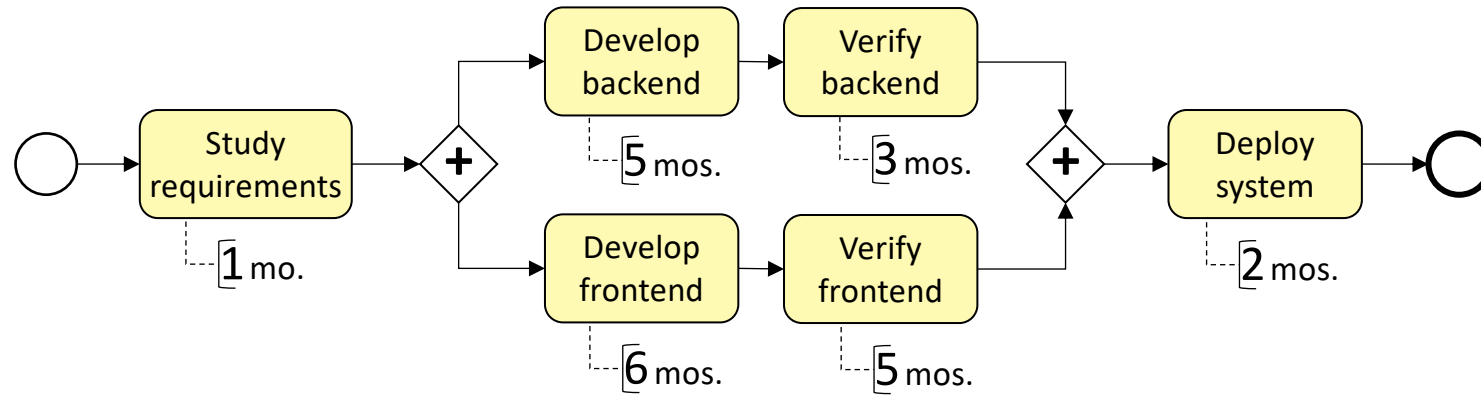 Study
requirements
1 mo.
+
Develop
backend
5 mos.
Verify
backend
3 mos.
Develop
frontend
6 mos.
Verify
frontend
5 mos.
+
Deploy
system
2 mos.